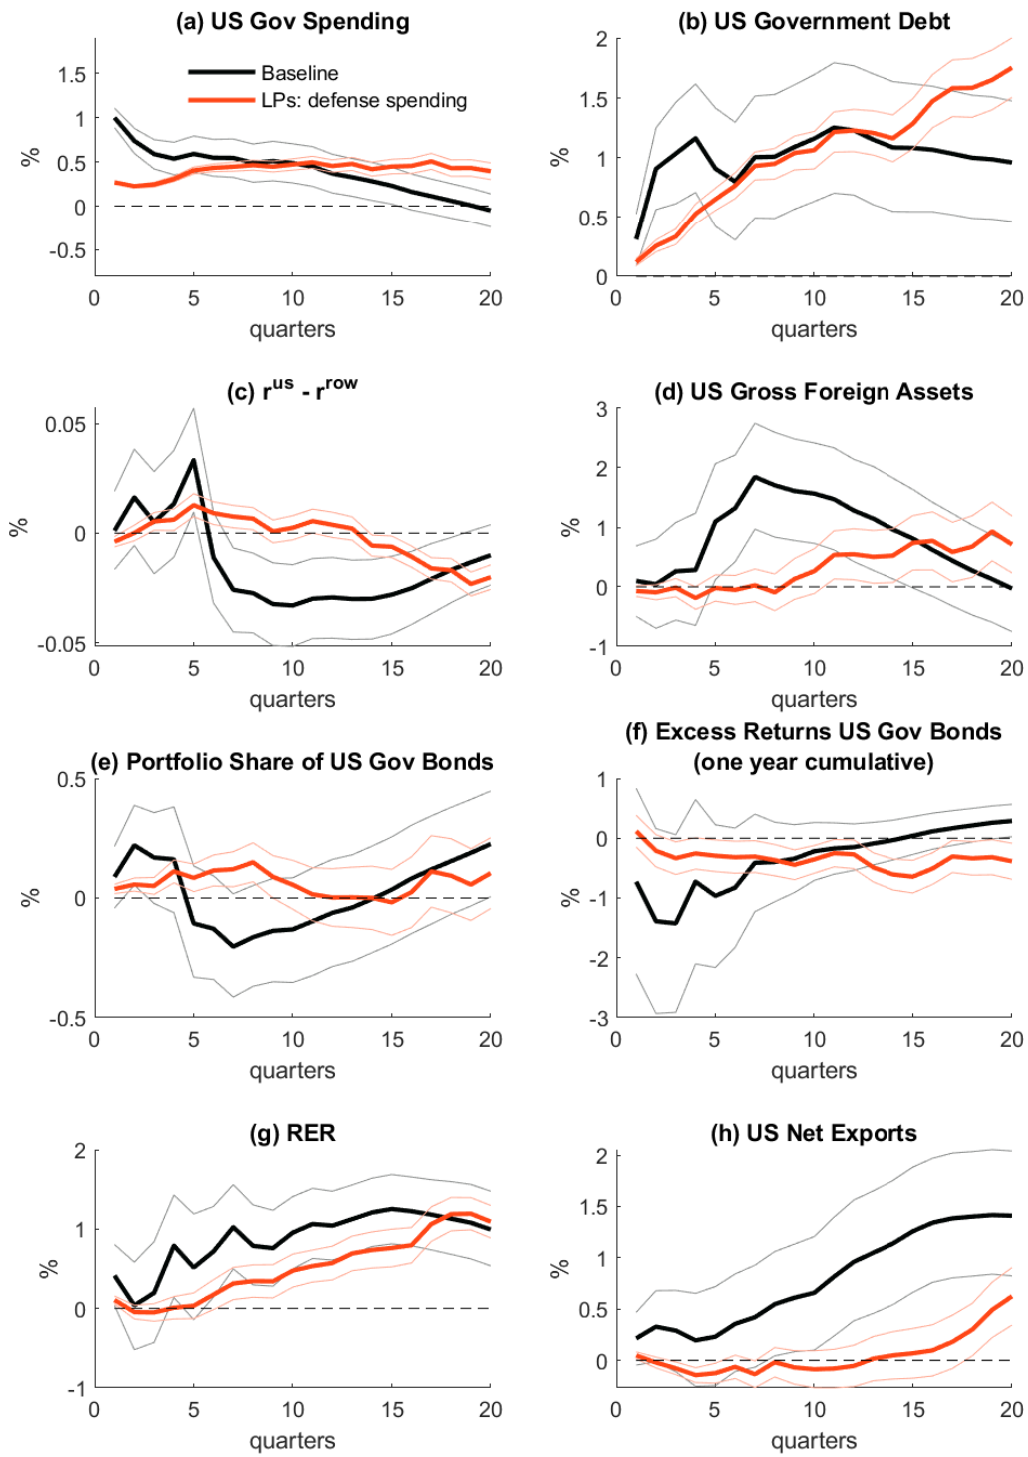 (a) US Gov Spending
Baseline
LPs: defense spending
1.5
1
0.5
0
-0.5
%
0 5 10 15 20
quarters
(b) US Government Debt
2
1.5
1
0.5
0
%
0 5 10 15 20
quarters
(c) r^us - r^row
0.05
0
-0.05
%
0 5 10 15 20
quarters
(d) US Gross Foreign Assets
3
2
1
0
-1
%
0 5 10 15 20
quarters
(e) Portfolio Share of US Gov Bonds
0.5
0
-0.5
%
0 5 10 15 20
quarters
(f) Excess Returns US Gov Bonds
(one year cumulative)
1
0
-1
-2
-3
%
0 5 10 15 20
quarters
(g) RER
2
1
0
-1
%
0 5 10 15 20
quarters
(h) US Net Exports
2
1.5
1
0.5
0
%
0 5 10 15 20
quarters